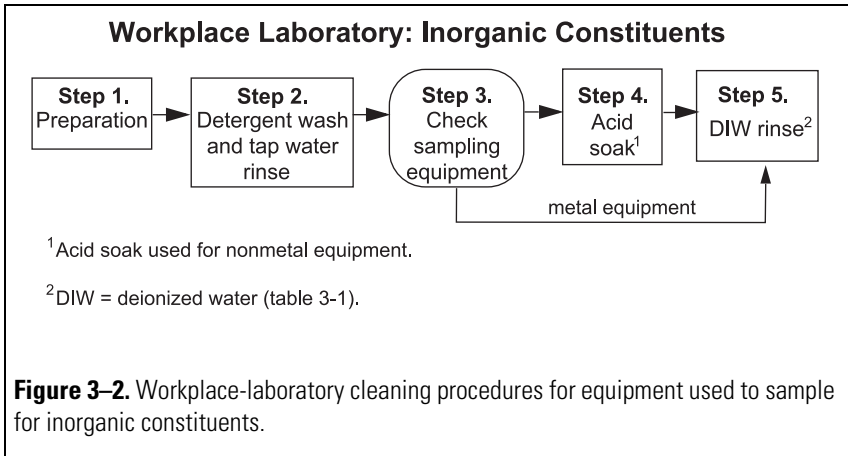 Workplace Laboratory: Inorganic Constituents
Step 1.
Preparation
Step 2.
Detergent wash
and tap water
rinse
Step 3.
Check
sampling
equipment
Step 4.
Acid
soak1
Step 5.
DIW rinse2
metal equipment
1Acid soak used for nonmetal equipment.
2DIW = deionized water (table 3-1).
Figure 3–2. Workplace-laboratory cleaning procedures for equipment used to sample
for inorganic constituents.